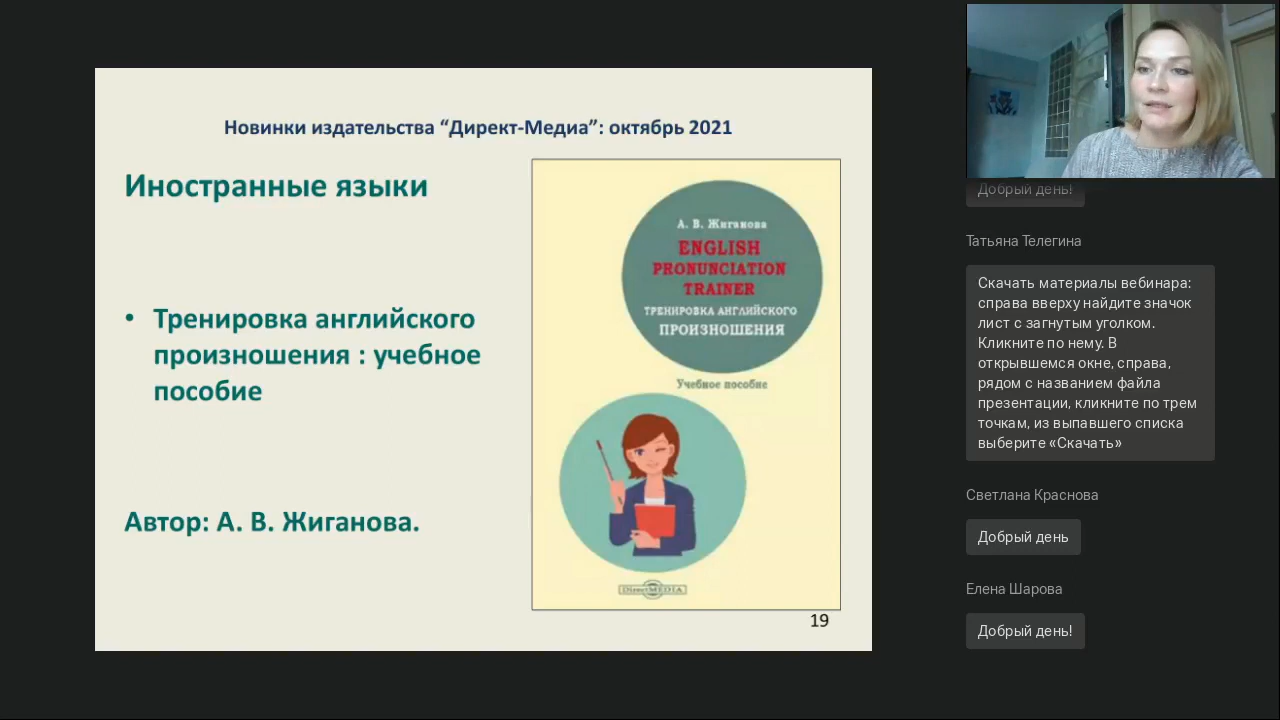 Новинки издательства “Директ-Медиа”: октябрь 2021
Иностранные языки
• Тренировка английского
произношения : учебное
пособие
Автор: А. В. Жиганова.
А. В. Жиганова
ENGLISH
PRONUNCIATION
TRAINER
ТРЕНИРОВКА АНГЛИЙСКОГО
ПРОИЗНОШЕНИЯ
Учебное пособие
DirectMEDIA
19
Добрый день!
Татьяна Телегина
Скачать материалы вебинара:
справа вверху найдите значок
лист с загнутым уголком.
Кликните по нему. В
открывшемся окне, справа,
рядом с названием файла
презентации, кликните по трем
точкам, из выпавшего списка
выберите «Скачать»
Светлана Краснова
Добрый день
Елена Шарова
Добрый день!